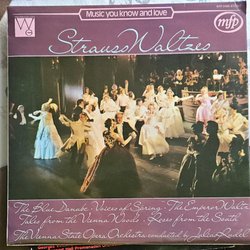 Music you know and love
mfp
Strauss Waltzes
The Blue Danube · Voices of Spring · The Emperor Waltz
Tales from the Vienna Woods · Roses from the South
The Vienna State Opera Orchestra conducted by Julius